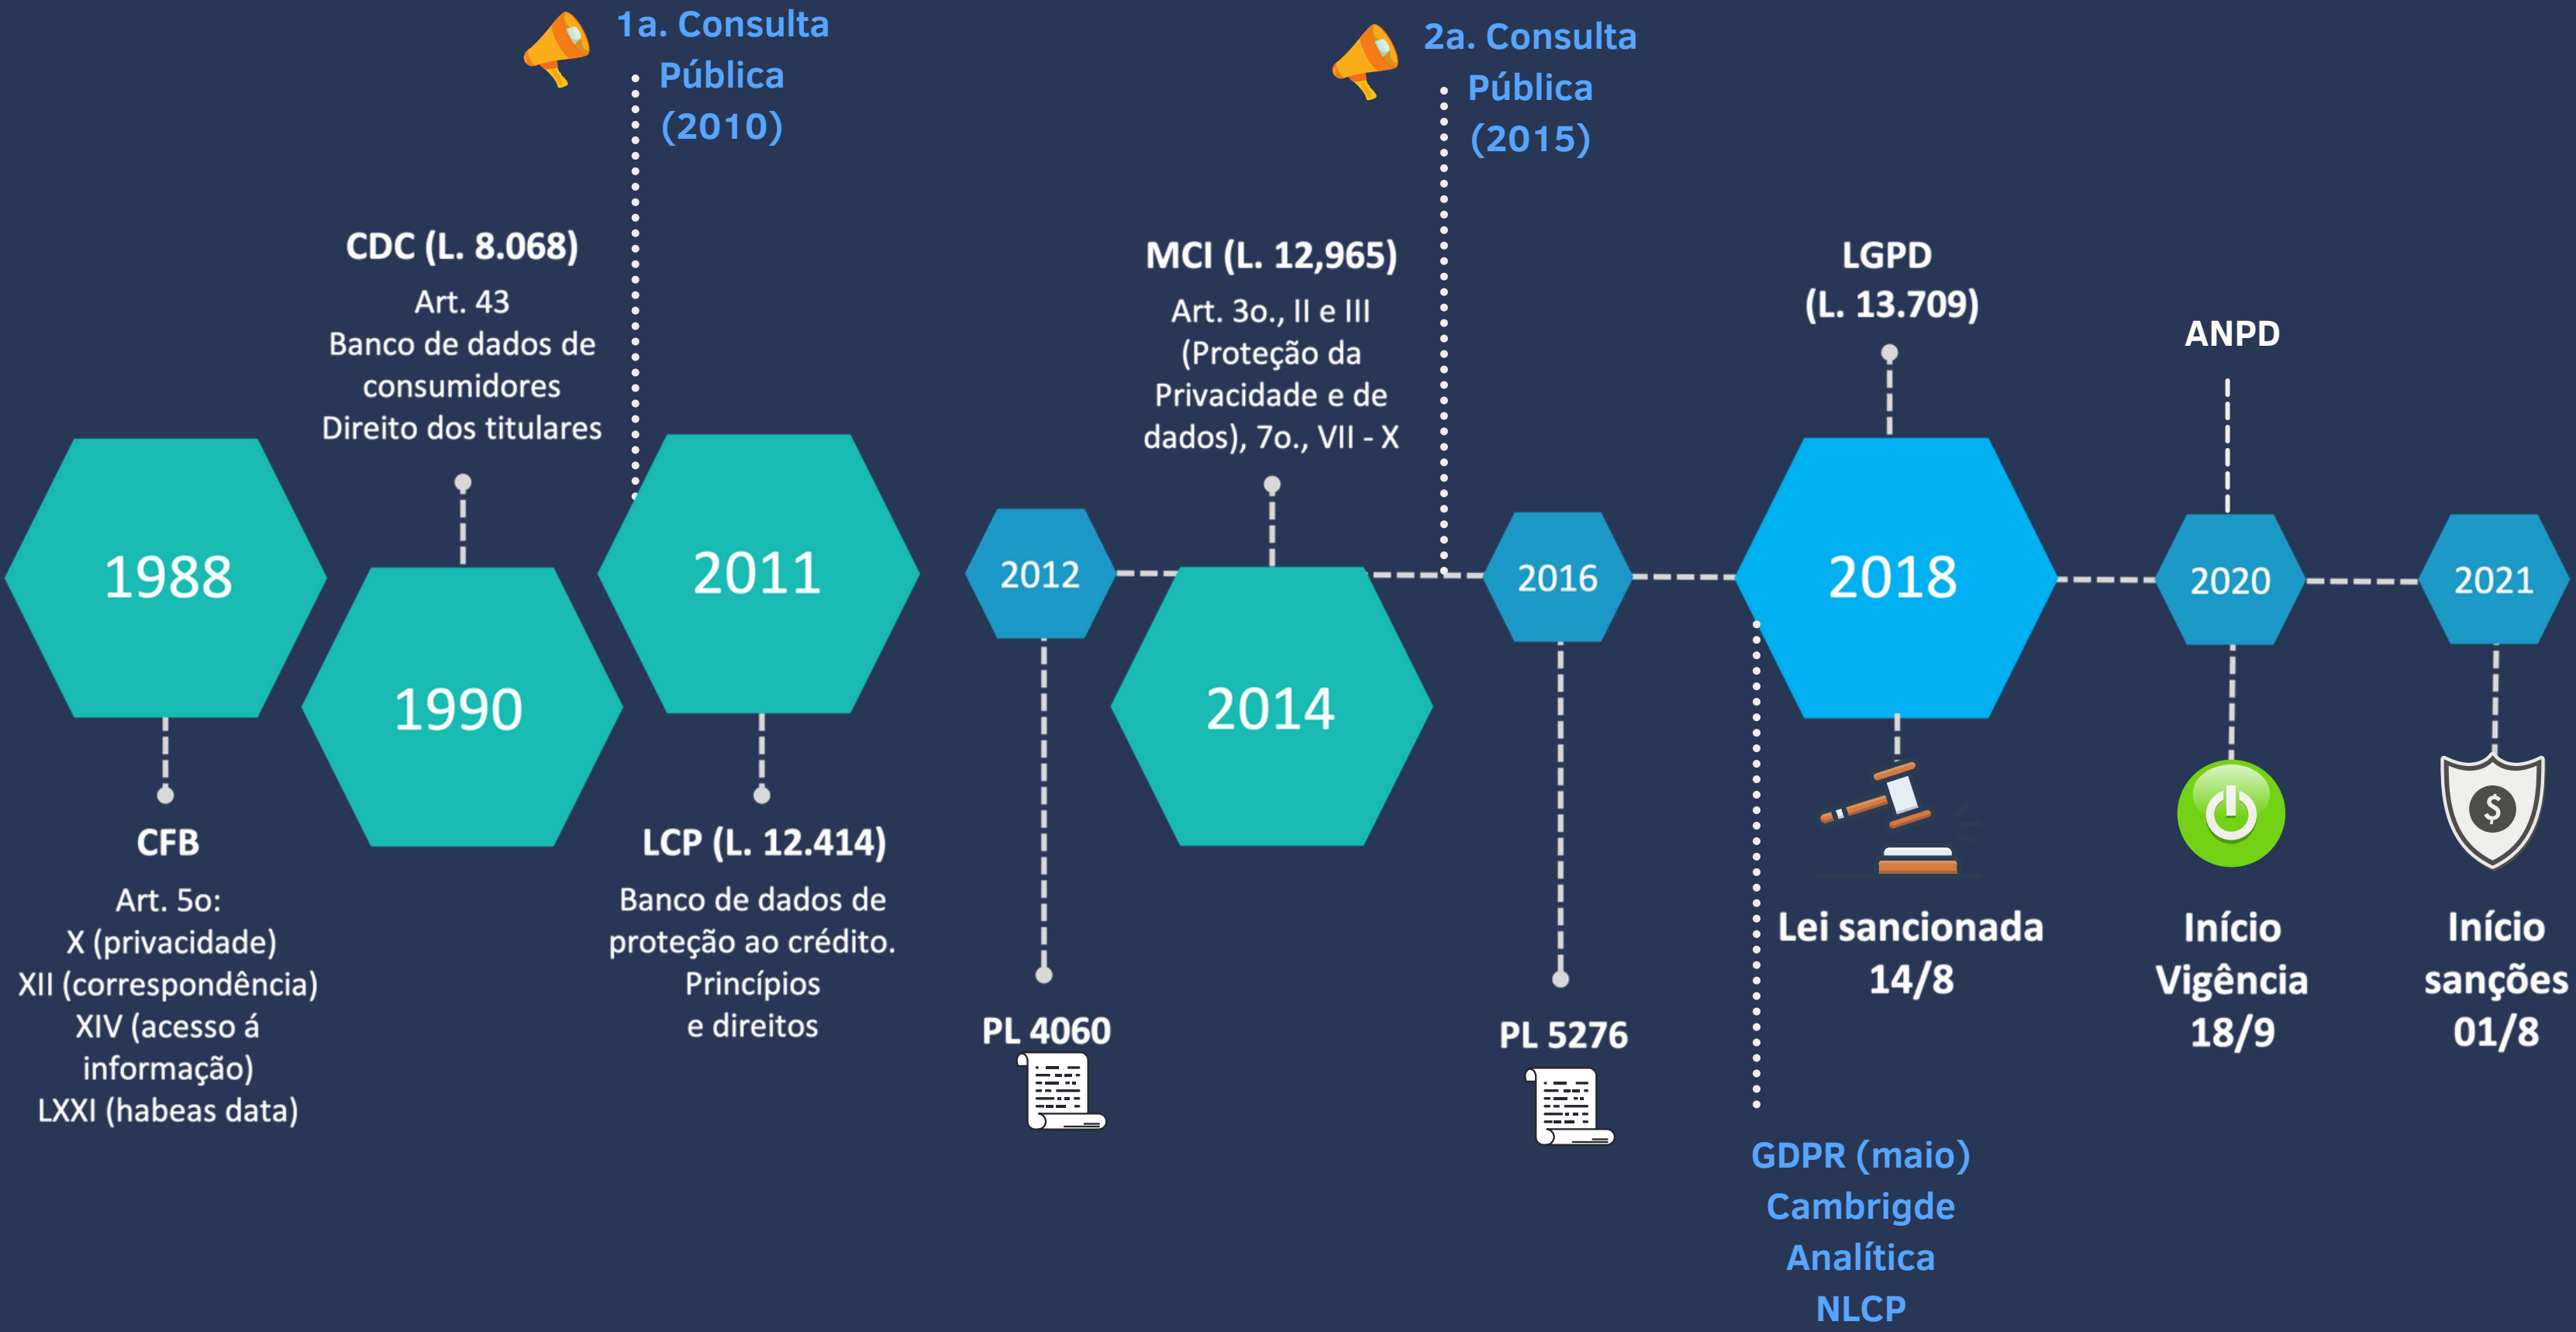 1a. Consulta
Pública
(2010)
2a. Consulta
Pública
(2015)
CDC (L. 8.068)
Art. 43
Banco de dados de
consumidores
Direito dos titulares
MCI (L. 12,965)
Art. 3o., II e III
(Proteção da
Privacidade e de
dados), 7o., VII - X
LGPD
(L. 13.709)
ANPD
1988
1990
2011
2012
2014
2016
2018
2020
2021
CFB
Art. 5o:
X (privacidade)
XII (correspondência)
XIV (acesso á
informação)
LXXI (habeas data)
LCP (L. 12.414)
Banco de dados de
proteção ao crédito.
Princípios
e direitos
PL 4060
PL 5276
Lei sancionada
14/8
Início
Vigência
18/9
$
Início
sanções
01/8
GDPR (maio)
Cambrigde
Analítica
NLCP